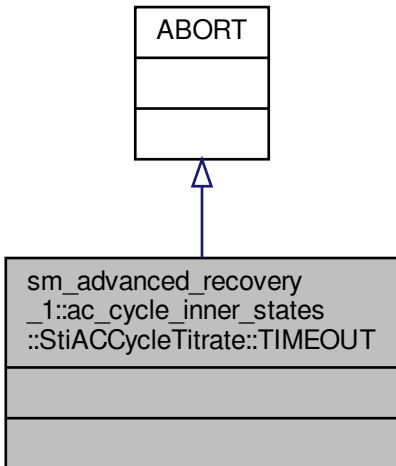 ABORT
sm_advanced_recovery
_1::ac_cycle_inner_states
::StiACCycleTitrate::TIMEOUT